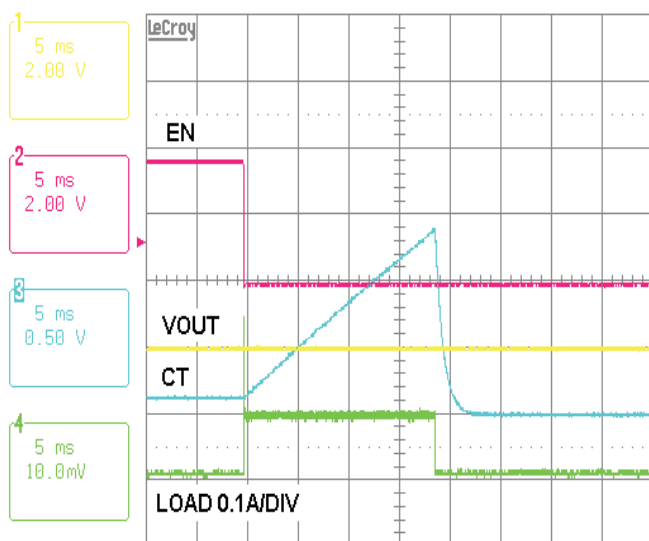 1
5 ms
2.00 V
2
5 ms
2.00 V
3
5 ms
0.50 V
4
5 ms
10.0mV
LeCroy
EN
VOUT
CT
LOAD 0.1A/DIV